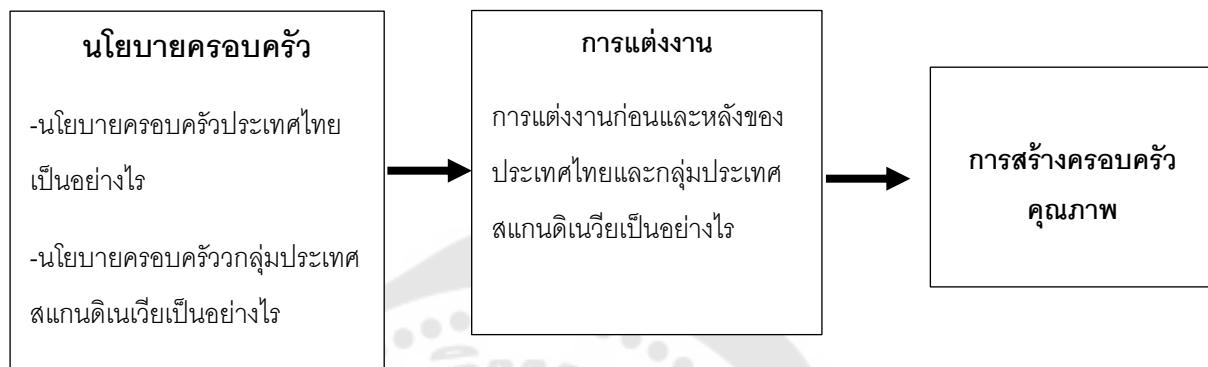 นโยบายครอบครัว
-นโยบายครอบครัวประเทศไทย
เป็นอย่างไร
-นโยบายครอบครัววกลุ่มประเทศ
สแกนดิเนเวียเป็นอย่างไร
การแต่งงาน
การแต่งงานก่อนและหลังของ
ประเทศไทยและกลุ่มประเทศ
สแกนดิเนวียเป็นอย่างไร
การสร้างครอบครัว
คุณภาพ